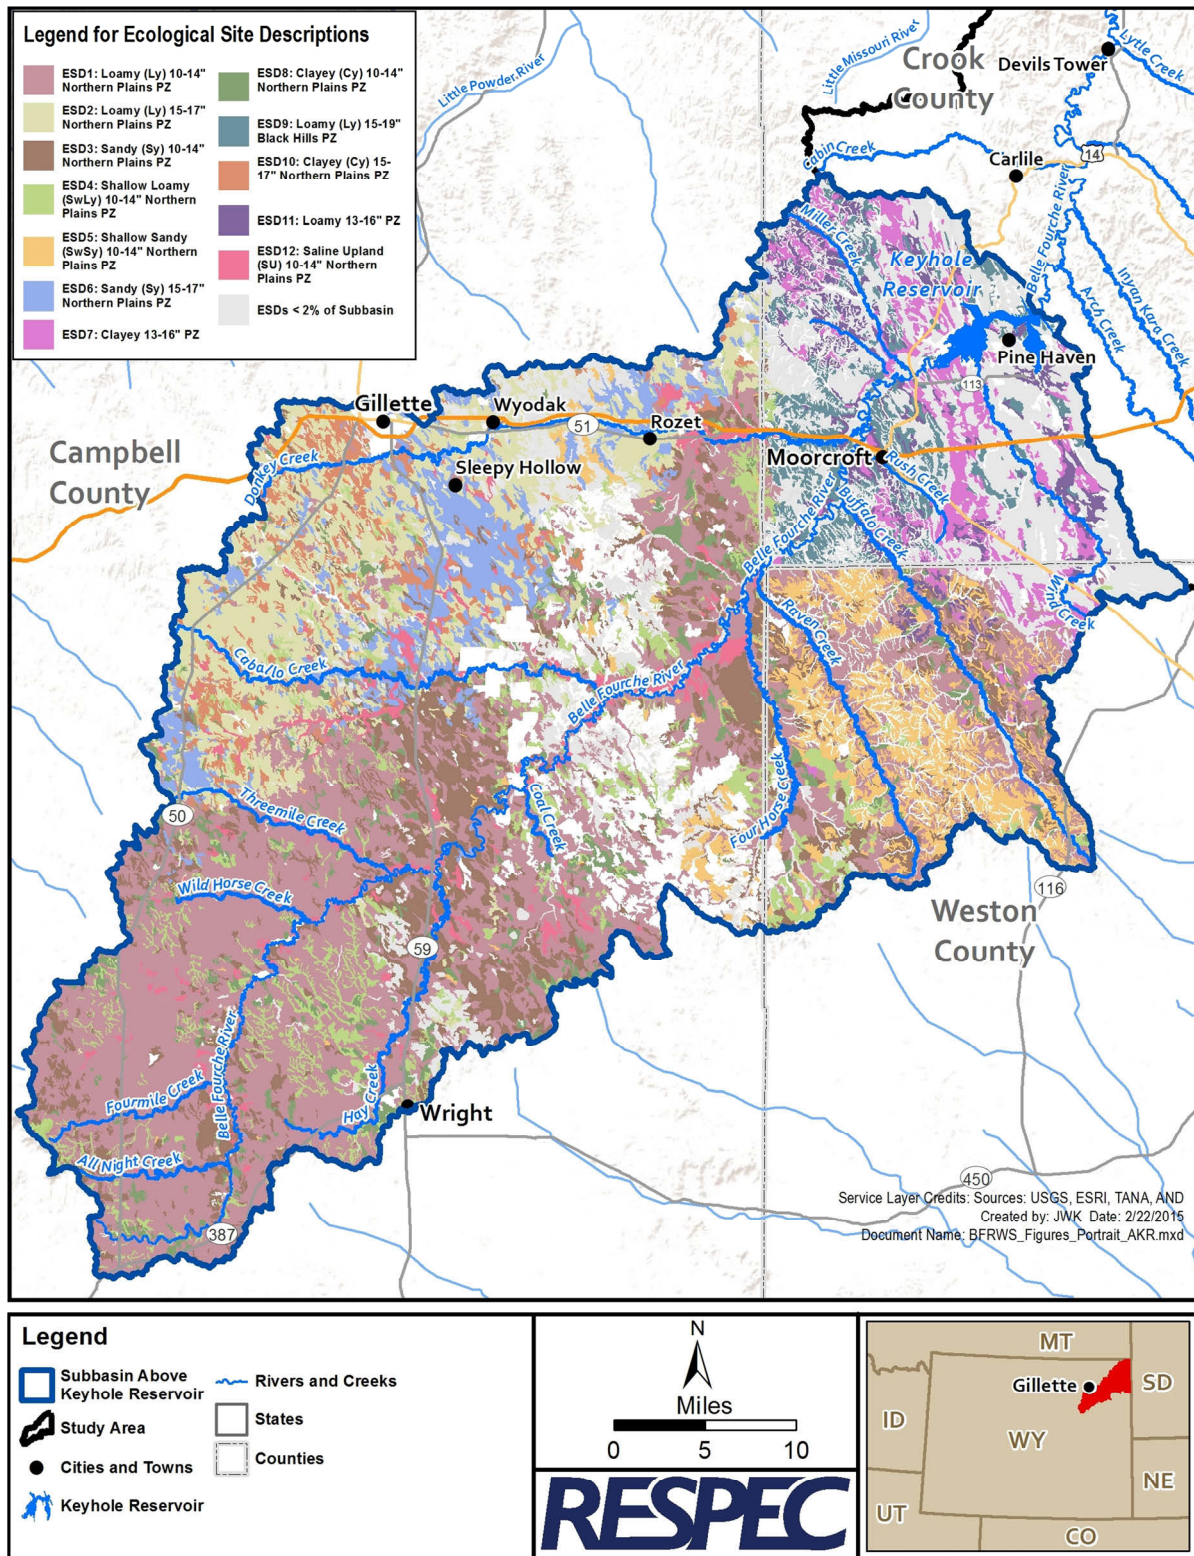 Legend for Ecological Site Descriptions
ESD1: Loamy (Ly) 10-14"
Northern Plains PZ
ESD2: Loamy (Ly) 15-17"
Northern Plains PZ
ESD3: Sandy (Sy) 10-14"
Northern Plains PZ
ESD4: Shallow Loamy
(SwLy) 10-14" Northern
Plains PZ
ESD5: Shallow Sandy
(SwSy) 10-14" Northern
Plains PZ
ESD6: Sandy (Sy) 15-17"
Northern Plains PZ
ESD7: Clayey 13-16" PZ
ESD8: Clayey (Cy) 10-14"
Northern Plains PZ
ESD9: Loamy (Ly) 15-19"
Black Hills PZ
ESD10: Clayey (Cy) 15-
17" Northern Plains PZ
ESD11: Loamy 13-16" PZ
ESD12: Saline Upland
(SU) 10-14" Northern
Plains PZ
ESDs < 2% of Subbasin
Little Powder River
Little Missouri River
Crook
County
Devils Tower
Lytle Creek
Cabin Creek
Carlile
14
Belle Fourche River
Miller Creek
Keyhole
Reservoir
Inyan Kara Creek
Arch Creek
Pine Haven
113
Gillette
Wyodak
51
Rozet
Campbell
County
Donkey Creek
Sleepy Hollow
Moorcroft
Rush Creek
Belle Fourche River
Buffalo Creek
Wind Creek
Raven Creek
Caballo Creek
Belle Fourche River
50
Threemile Creek
Coal Creek
Four Horse Creek
Wild Horse Creek
116
Weston
County
59
Belle Fourche River
Fourmile Creek
Hay Creek
Wright
All Night Creek
450
387
Service Layer Credits: Sources: USGS, ESRI, TANA, AND
Created by: JWK Date: 2/22/2015
Document Name: BFRWS_Figures_Portrait_AKR.mxd
Legend
Subbasin Above
Keyhole Reservoir
Study Area
Cities and Towns
Keyhole Reservoir
Rivers and Creeks
States
Counties
N
Miles
0 5 10
RESPEC
MT
Gillette
SD
ID
WY
NE
UT
CO